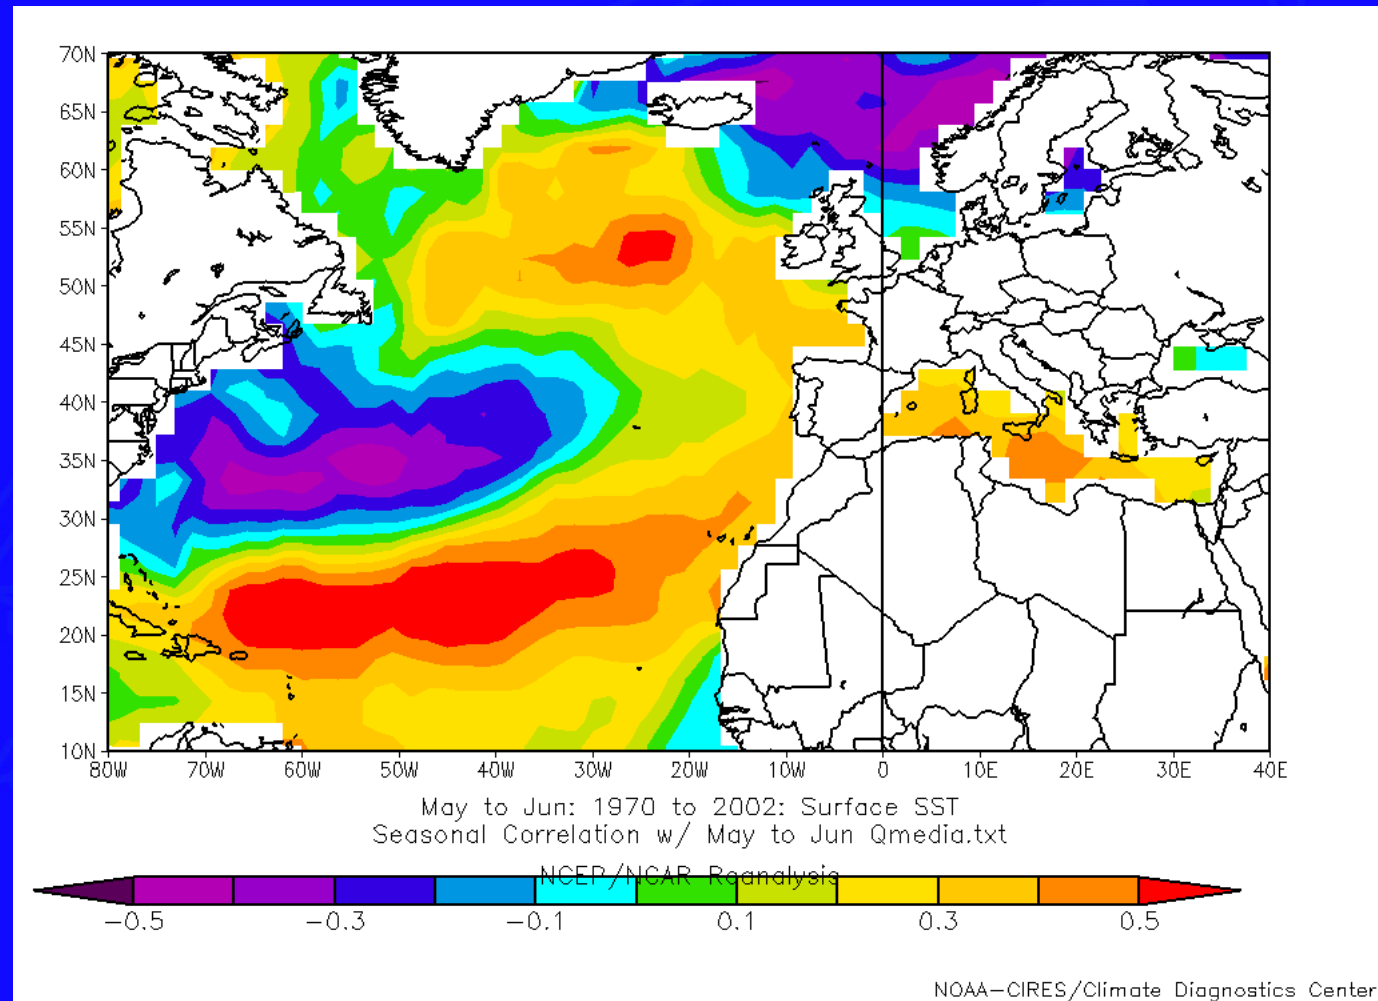 70N
65N
60N
55N
50N
45N
40N
35N
30N
25N
20N
15N
10N
80W 70W 60W 50W 40W 30W 20W 10W 0 10E 20E 30E 40E
May to Jun: 1970 to 2002: Surface SST
Seasonal Correlation w/ May to Jun Qmedia.txt
NCEP/NCAR Reanalysis
-0.5 -0.3 -0.1 0.1 0.3 0.5
NOAA-CIRES/Climate Diagnostics Center